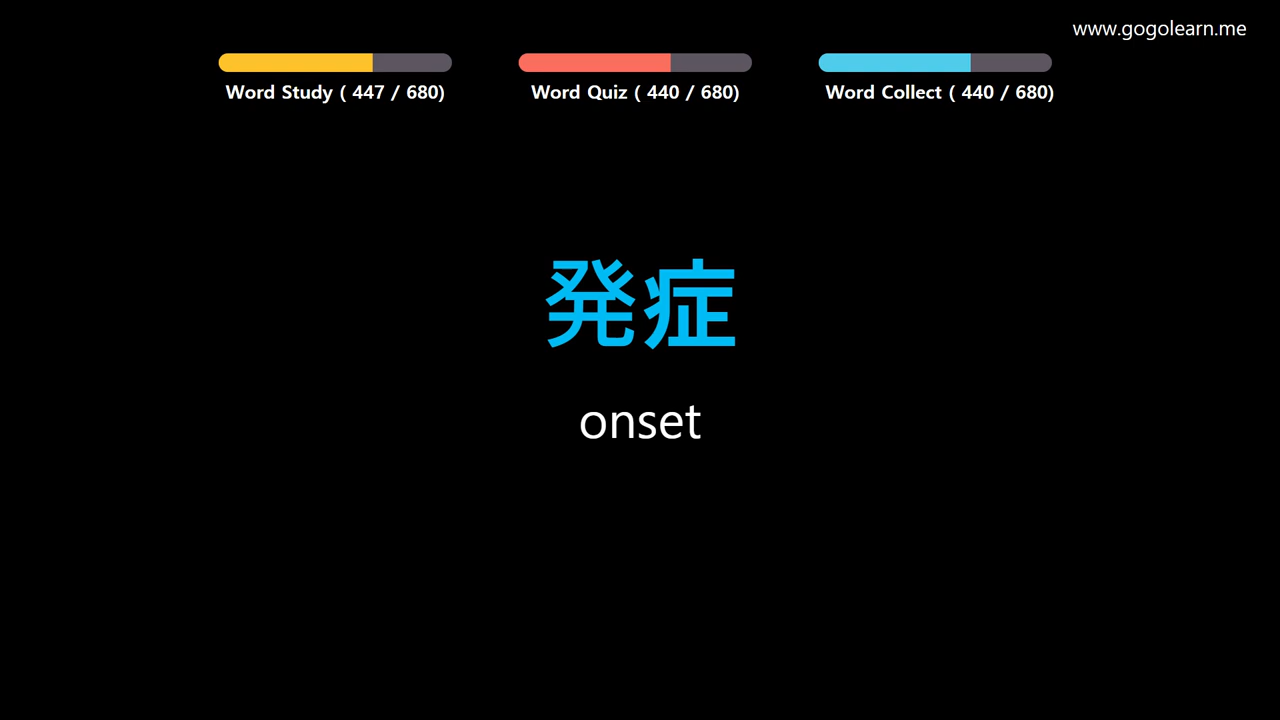 www.gogolearn.me
Word Study ( 447 / 680)
Word Quiz ( 440 / 680)
Word Collect ( 440 / 680)
発症
onset